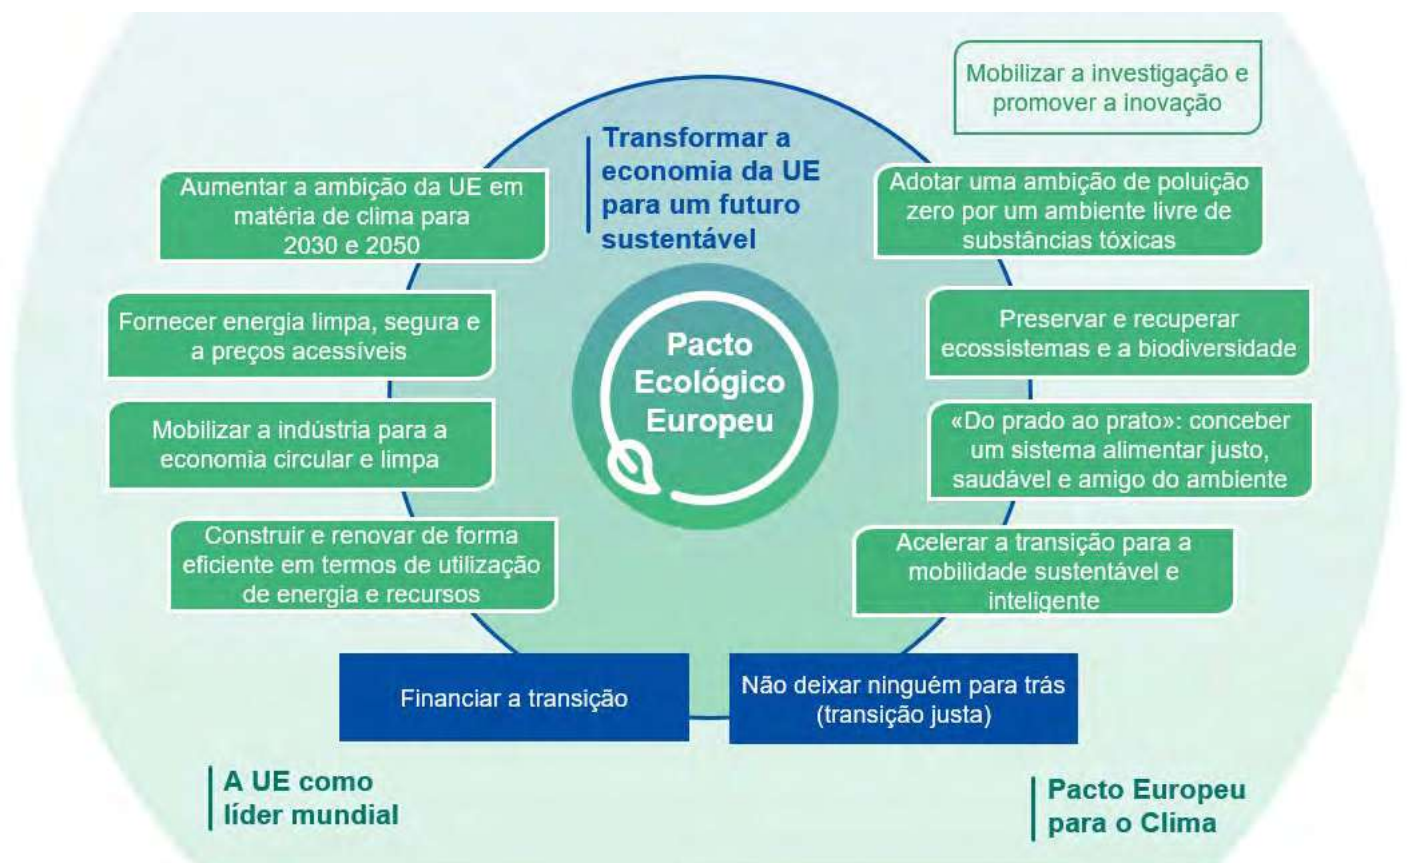 Mobilizar a investigação e
promover a inovação
Transformar a
economia da UE
para um futuro
sustentável
Aumentar a ambição da UE em
matéria de clima para
2030 e 2050
Adotar uma ambição de poluição
zero por um ambiente livre de
substâncias tóxicas
Fornecer energia limpa, segura e
a preços acessíveis
Preservar e recuperar
ecossistemas e a biodiversidade
Pacto
Ecológico
Europeu
Mobilizar a indústria para a
economia circular e limpa
«Do prado ao prato»: conceber
um sistema alimentar justo,
saudável e amigo do ambiente
Construir e renovar de forma
eficiente em termos de utilização
de energia e recursos
Acelerar a transição para a
mobilidade sustentável e
inteligente
Financiar a transição
Não deixar ninguém para trás
(transição justa)
A UE como
líder mundial
Pacto Europeu
para o Clima